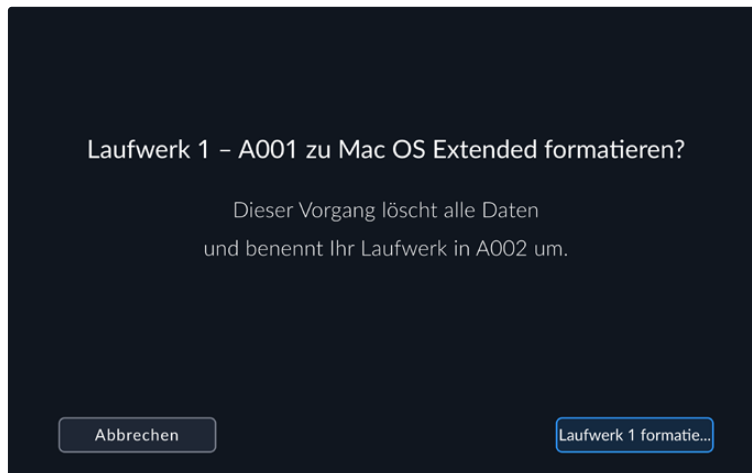 Laufwerk 1 – A001 zu Mac OS Extended formatieren?
Dieser Vorgang löscht alle Daten
und benennt Ihr Laufwerk in A002 um.
Abbrechen
Laufwerk 1 formatie...